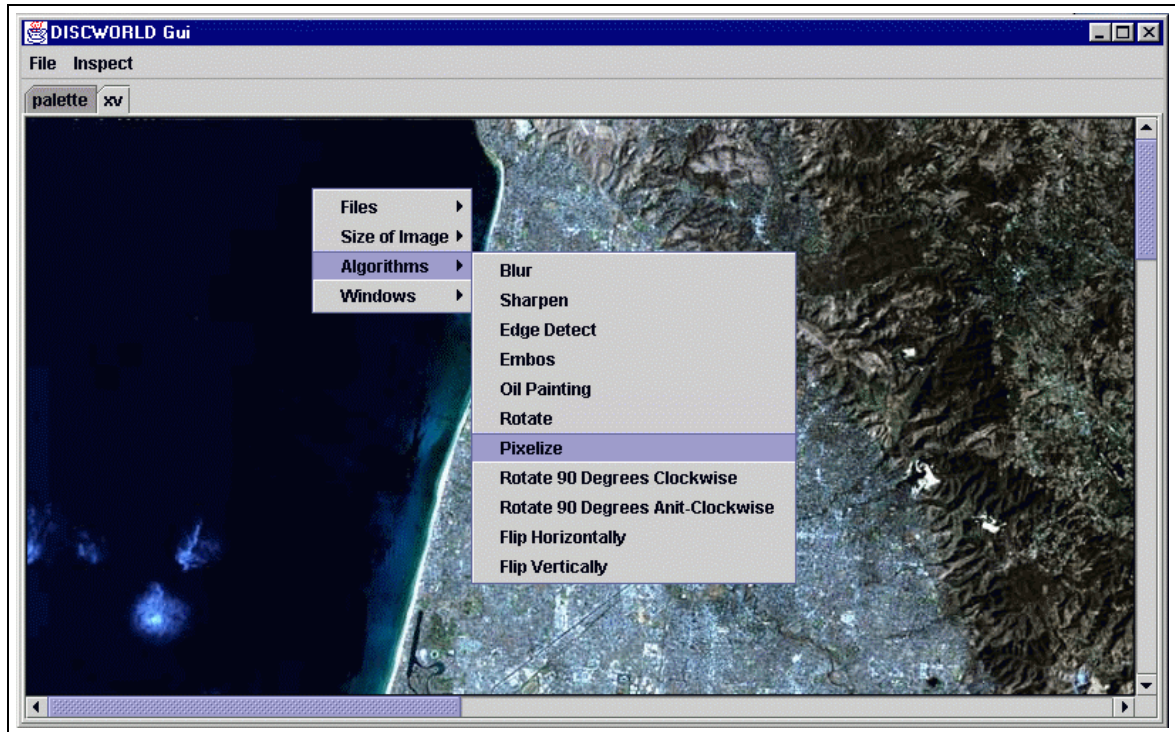 DISCWORLD Gui
File Inspect
palette xv
Files
Size of Image
Algorithms
Windows
Blur
Sharpen
Edge Detect
Embos
Oil Painting
Rotate
Pixelize
Rotate 90 Degrees Clockwise
Rotate 90 Degrees Anit-Clockwise
Flip Horizontally
Flip Vertically